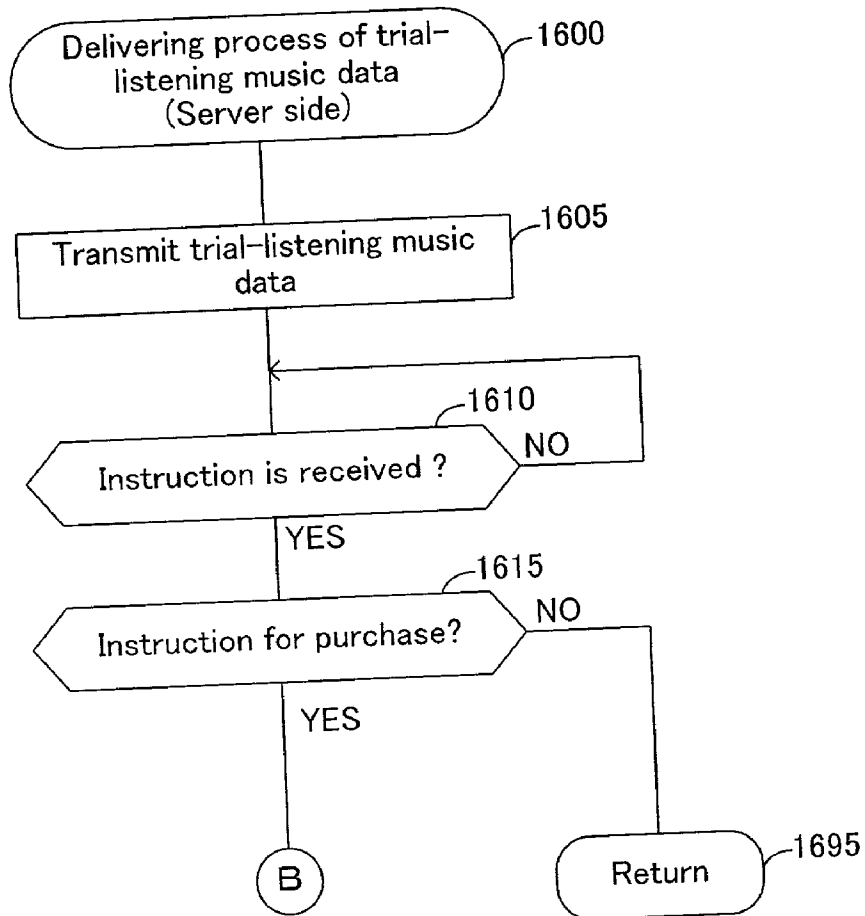 Delivering process of trial-
listening music data
(Server side)
1600
Transmit trial-listening music
data
1605
1610
Instruction is received ?
NO
YES
1615
Instruction for purchase?
NO
YES
B
Return
1695